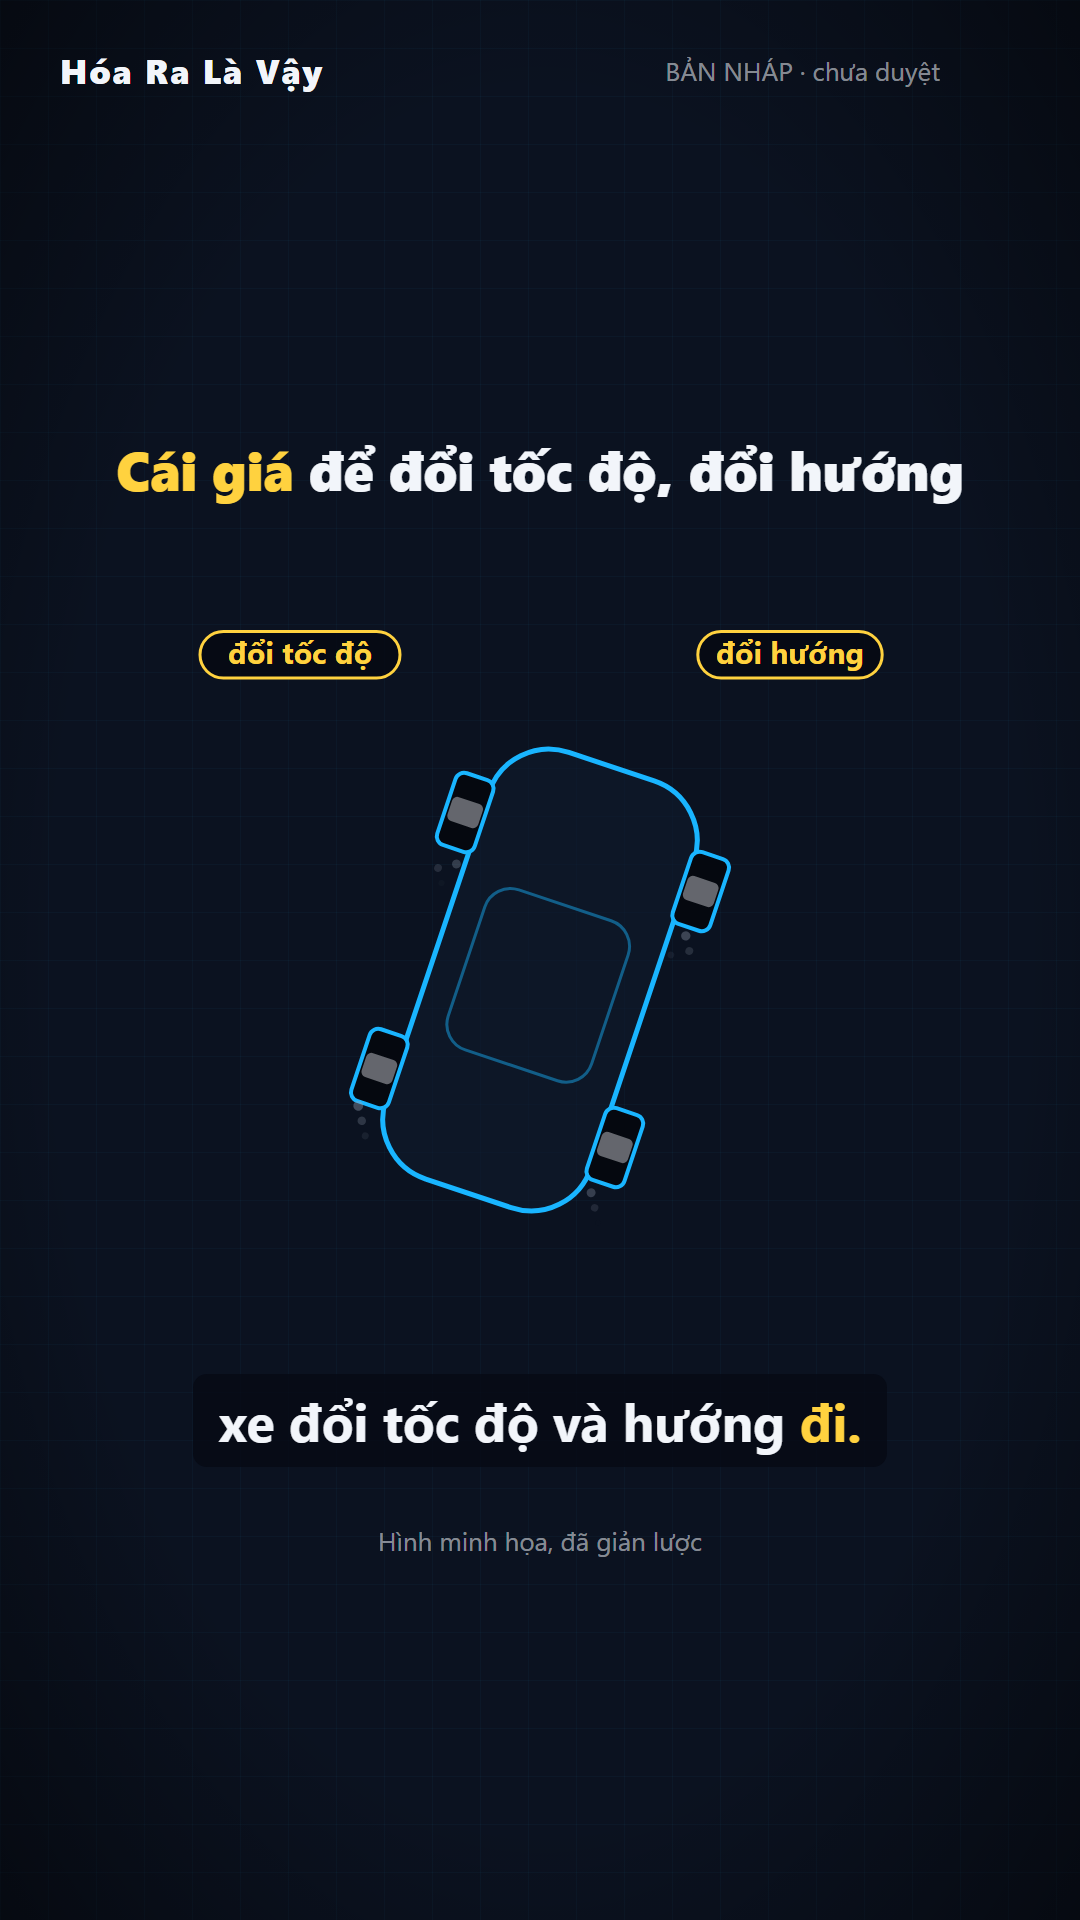 Hóa Ra Là Vậy
BẢN NHÁP · chưa duyệt
Cái giá để đổi tốc độ, đổi hướng
đổi tốc độ
đổi hướng
xe đổi tốc độ và hướng đi.
Hình minh họa, đã giản lược